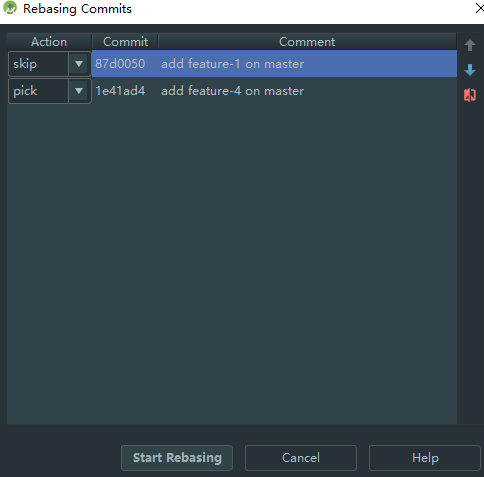 Rebasing Commits
Action Commit Comment
skip 87d0050 add feature-1 on master
pick 1e41ad4 add feature-4 on master
Start Rebasing Cancel Help